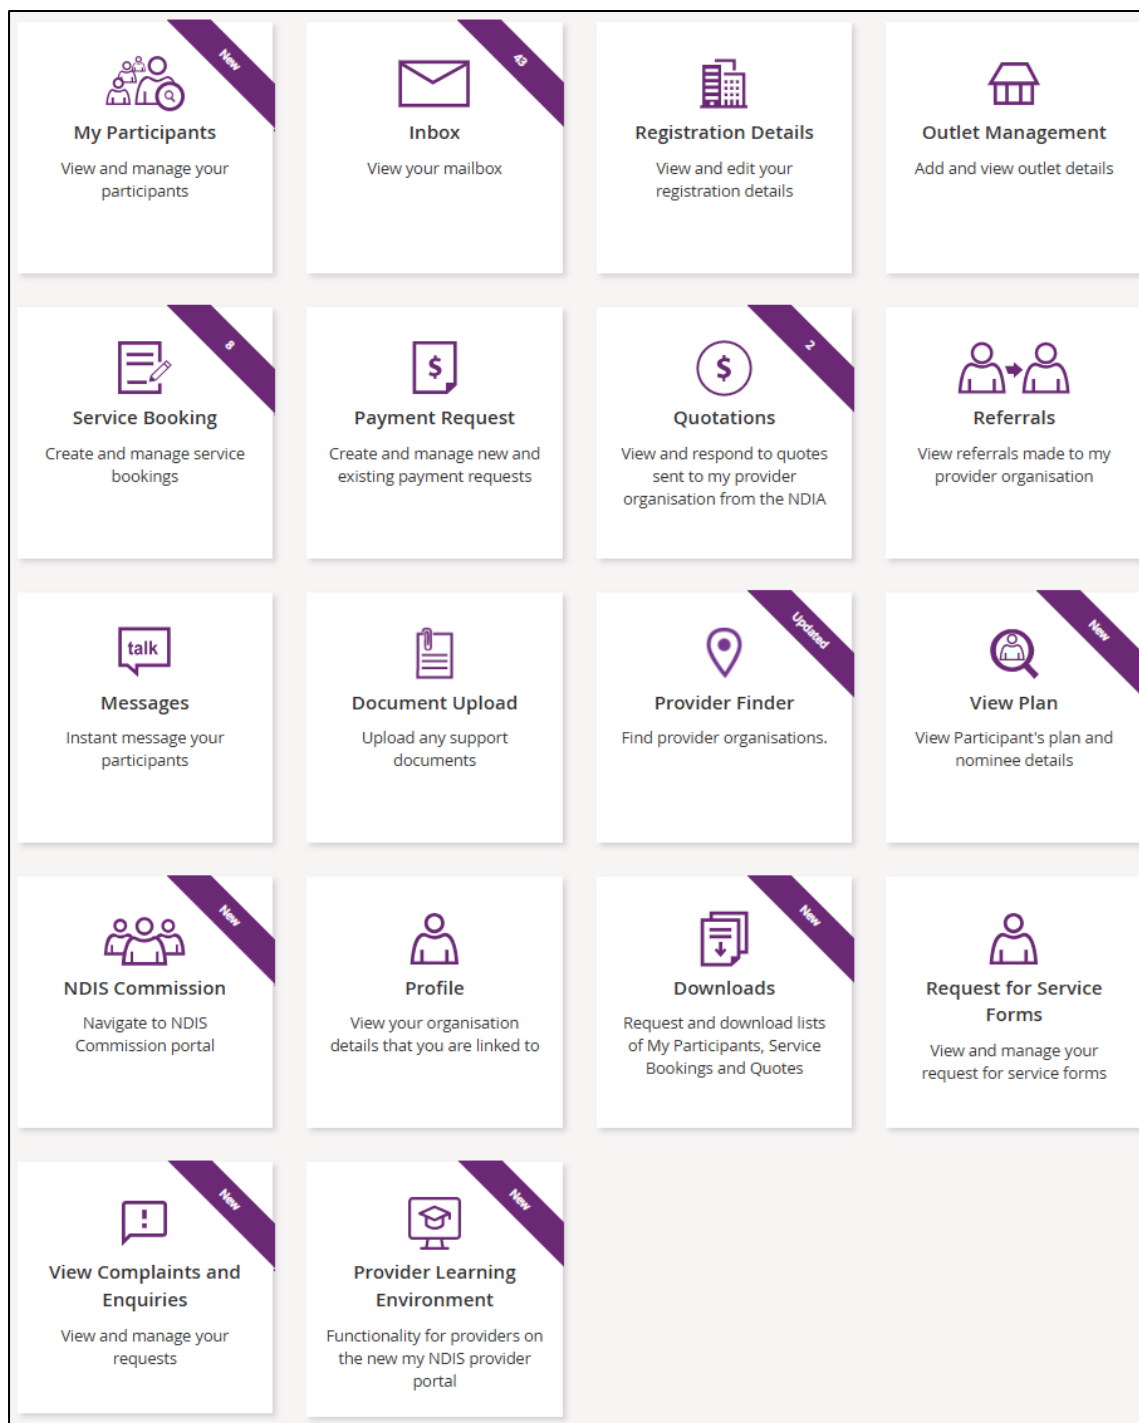 New
My Participants
View and manage your
participants
43
Inbox
View your mailbox
Registration Details
View and edit your
registration details
Outlet Management
Add and view outlet details
8
Service Booking
Create and manage service
bookings
$
Payment Request
Create and manage new and
existing payment requests
2
$
Quotations
View and respond to quotes
sent to my provider
organisation from the NDIA
Referrals
View referrals made to my
provider organisation
talk
Messages
Instant message your
participants
Document Upload
Upload any support
documents
Updated
Provider Finder
Find provider organisations.
New
View Plan
View Participant's plan and
nominee details
New
NDIS Commission
Navigate to NDIS
Commission portal
Profile
View your organisation
details that you are linked to
New
Downloads
Request and download lists
of My Participants, Service
Bookings and Quotes
Request for Service
Forms
View and manage your
request for service forms
New
!
View Complaints and
Enquiries
View and manage your
requests
New
Provider Learning
Environment
Functionality for providers on
the new my NDIS provider
portal